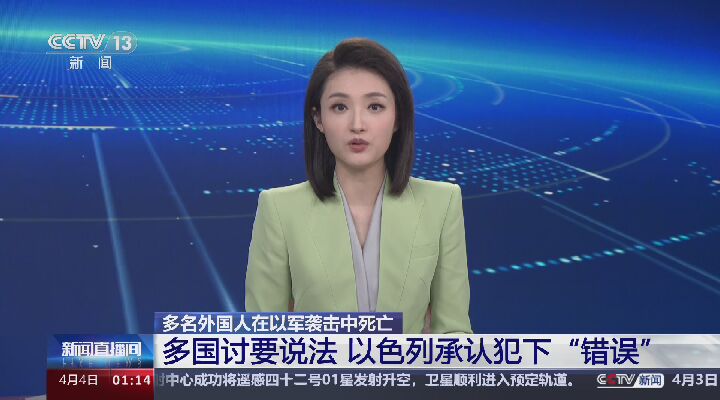 CCTV 13
新闻
多名外国人在以军袭击中死亡
新闻直播间
多国讨要说法 以色列承认犯下“错误”
4月4日 01:14
中心成功将遥感四十二号01星发射升空，卫星顺利进入预定轨道。 CCTV 新闻 4月3日